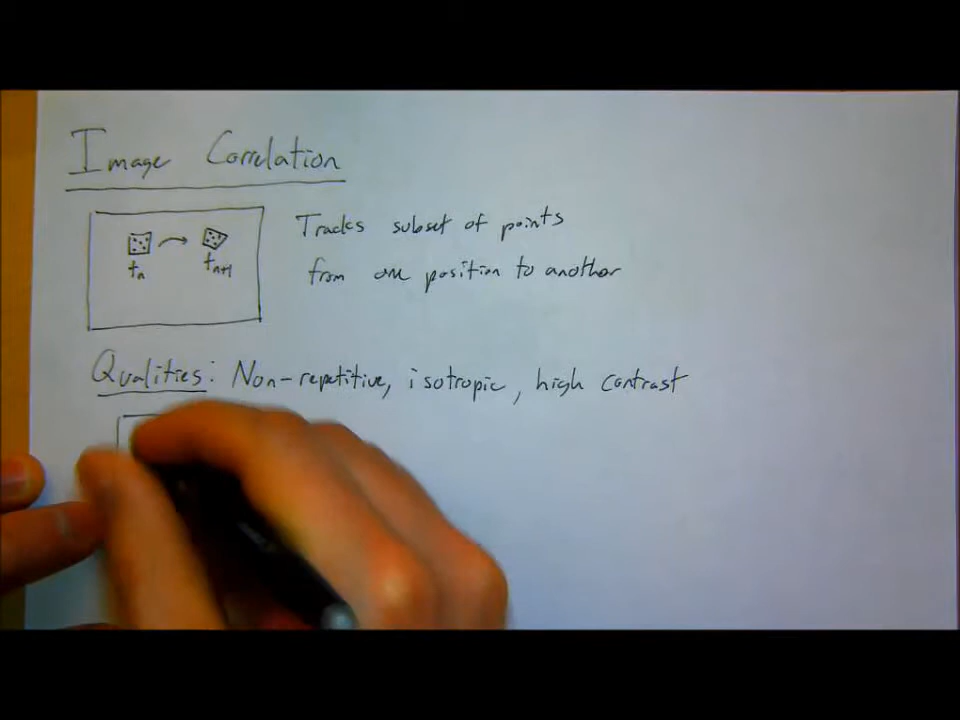 Image Correlation
Tracks subset of points
from one position to another
tn
tn+1
Qualities: Non-repetitive, isotropic, high contrast